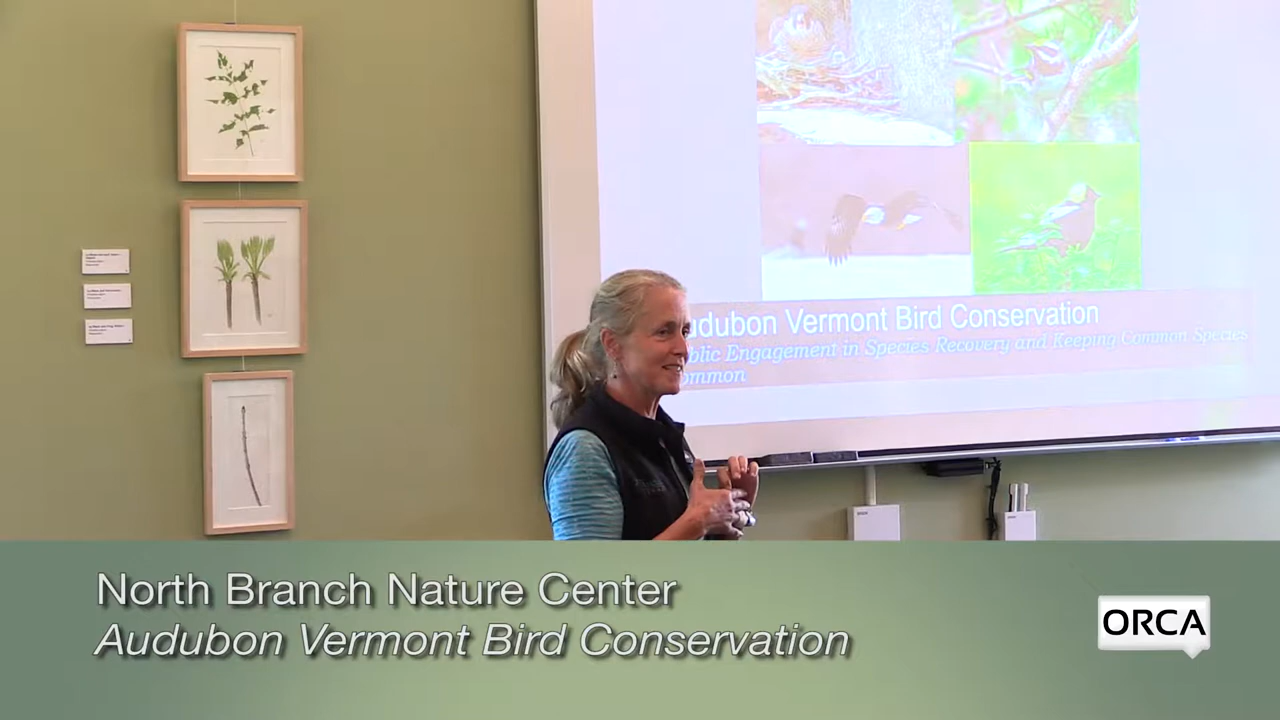 udubon Vermont Bird Conservation
blic Engagement in Species Recovery and Keeping Common Species
ommon
North Branch Nature Center
Audubon Vermont Bird Conservation
ORCA